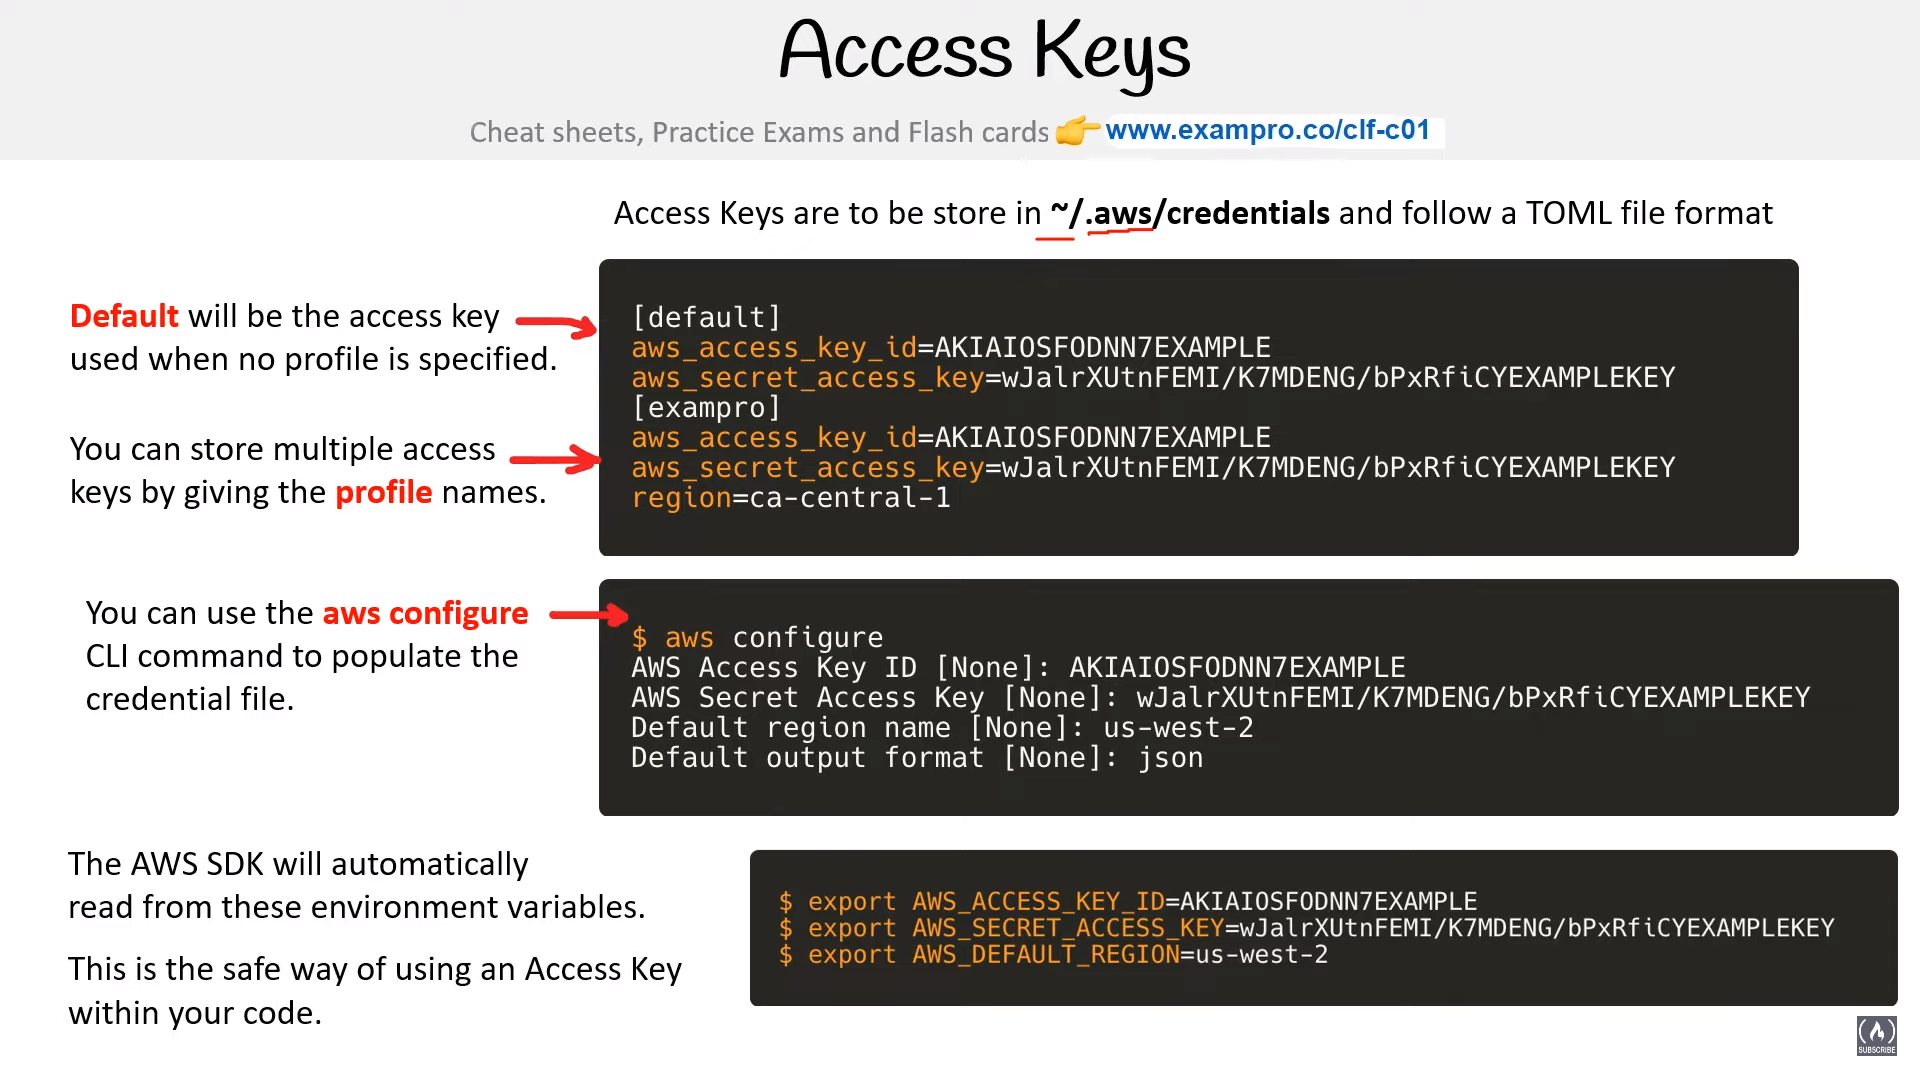 Access Keys
Cheat sheets, Practice Exams and Flash cards 👉 www.exampro.co/clf-c01
Access Keys are to be store in ~/.aws/credentials and follow a TOML file format
Default will be the access key
used when no profile is specified.
You can store multiple access
keys by giving the profile names.
[default]
aws_access_key_id=AKIAIOSFODNN7EXAMPLE
aws_secret_access_key=wJalrXUtnFEMI/K7MDENG/bPxRfiCYEXAMPLEKEY
[exampro]
aws_access_key_id=AKIAIOSFODNN7EXAMPLE
aws_secret_access_key=wJalrXUtnFEMI/K7MDENG/bPxRfiCYEXAMPLEKEY
region=ca-central-1
You can use the aws configure
CLI command to populate the
credential file.
$ aws configure
AWS Access Key ID [None]: AKIAIOSFODNN7EXAMPLE
AWS Secret Access Key [None]: wJalrXUtnFEMI/K7MDENG/bPxRfiCYEXAMPLEKEY
Default region name [None]: us-west-2
Default output format [None]: json
The AWS SDK will automatically
read from these environment variables.
This is the safe way of using an Access Key
within your code.
$ export AWS_ACCESS_KEY_ID=AKIAIOSFODNN7EXAMPLE
$ export AWS_SECRET_ACCESS_KEY=wJalrXUtnFEMI/K7MDENG/bPxRfiCYEXAMPLEKEY
$ export AWS_DEFAULT_REGION=us-west-2
SUBSCRIBE